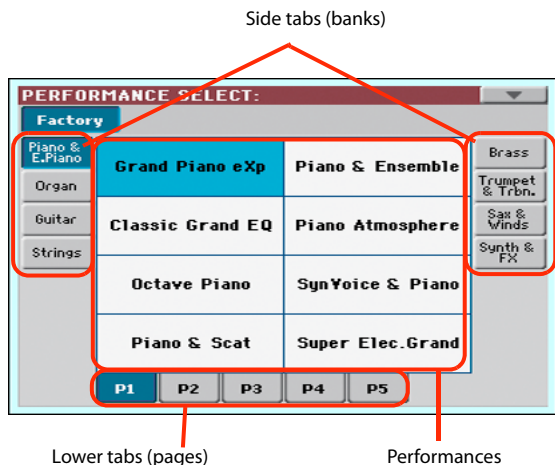 Side tabs (banks)
PERFORMANCE SELECT:
Factory
Piano &
E.Piano
Organ
Guitar
Strings
Grand Piano eXp
Piano & Ensemble
Classic Grand EQ
Piano Atmosphere
Octave Piano
SynVoice & Piano
Piano & Scat
Super Elec.Grand
Brass
Trumpet
& Trbn.
Sax &
Winds
Synth &
FX
P1 P2 P3 P4 P5
Lower tabs (pages)
Performances